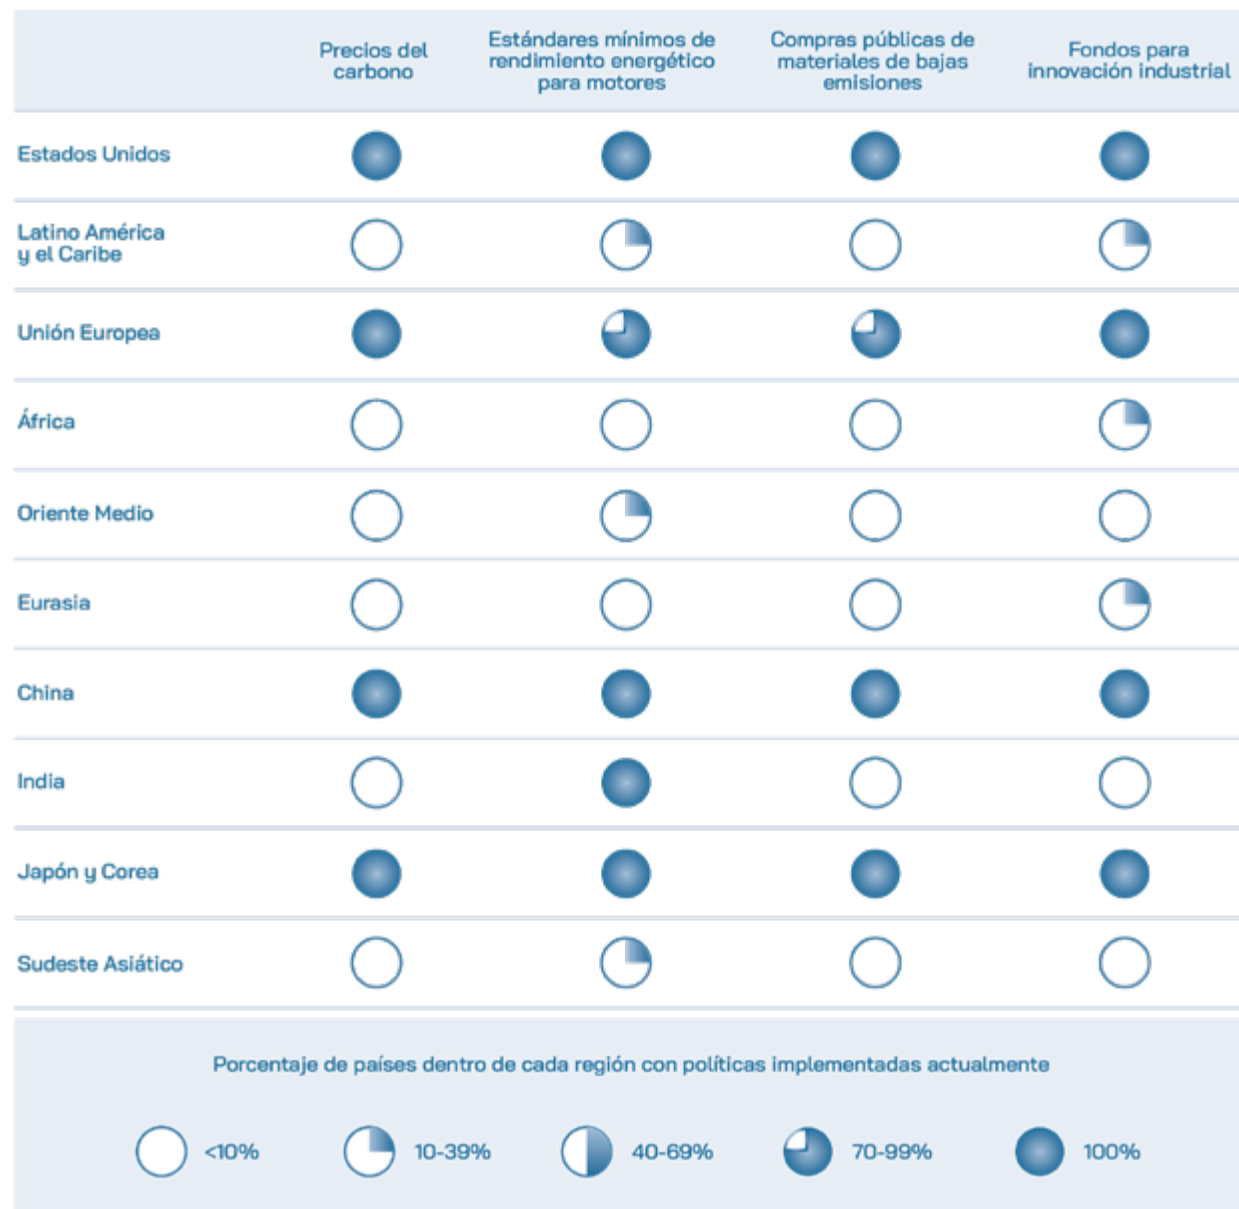 Precios del
carbono
Estándares mínimos de
rendimiento energético
para motores
Compras públicas de
materiales de bajas
emisiones
Fondos para
innovación industrial
Estados Unidos
Latino América
y el Caribe
Unión Europea
África
Oriente Medio
Eurasia
China
India
Japón y Corea
Sudeste Asiático
Porcentaje de países dentro de cada región con políticas implementadas actualmente
<10%
10-39%
40-69%
70-99%
100%